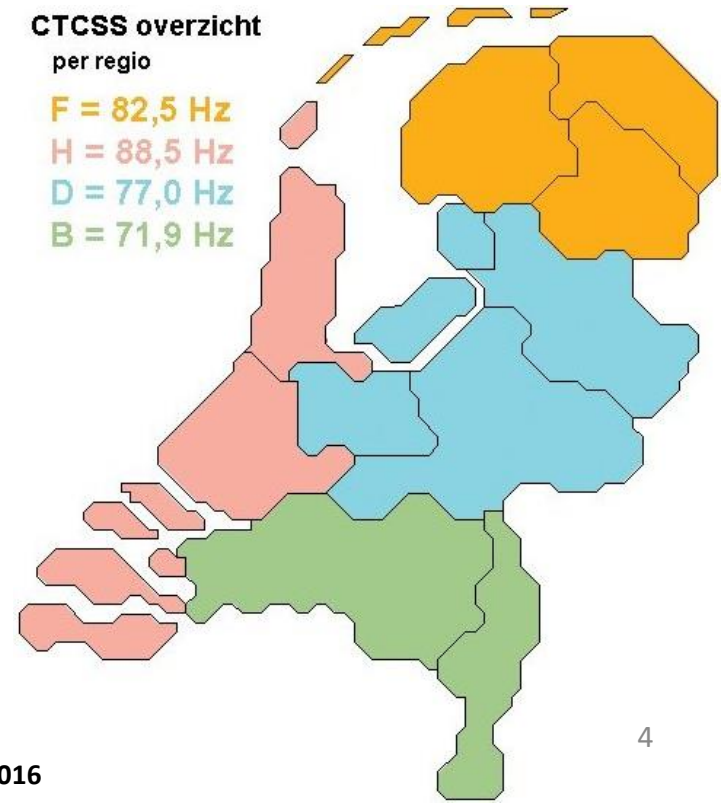 CTCSS overzicht
per regio
F = 82,5 Hz
H = 88,5 Hz
D = 77,0 Hz
B = 71,9 Hz
4
016